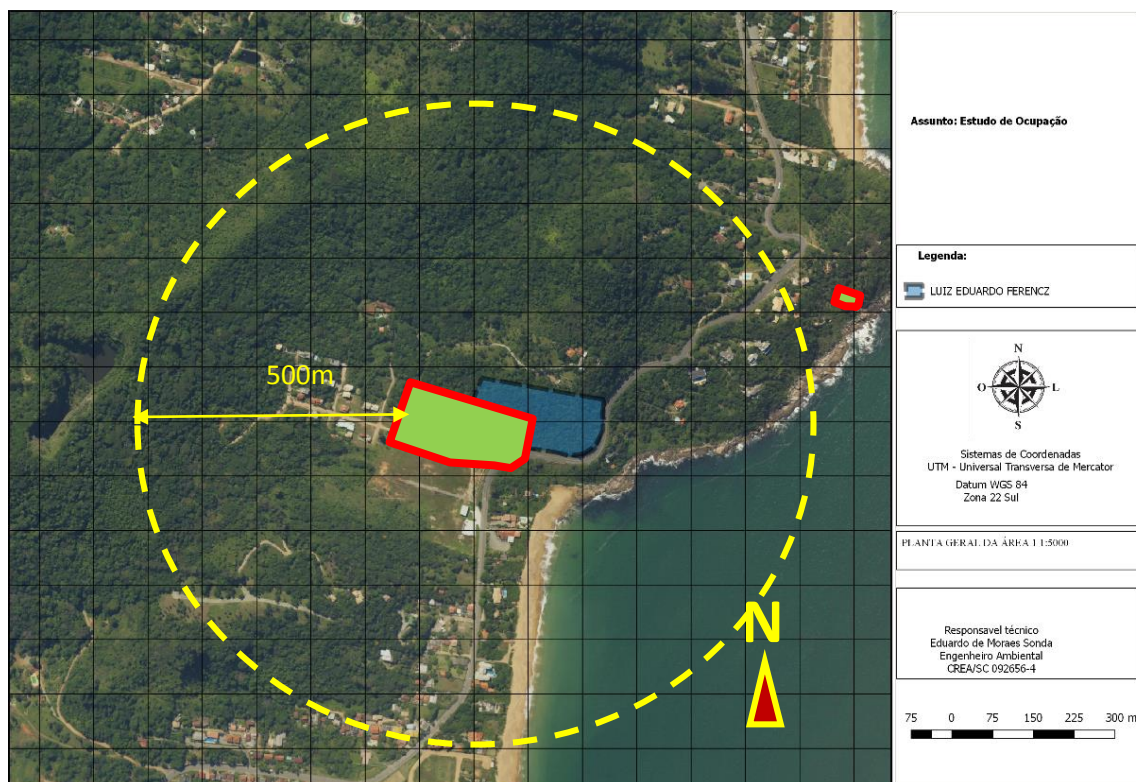 500m
N
Assunto: Estudo de Ocupação
Legenda:
LUIZ EDUARDO FERENCZ
N
O L
S
Sistemas de Coordenadas
UTM - Universal Transversa de Mercator
Datum WGS 84
Zona 22 Sul
PLANTA GERAL DA ÁREA 1 1:5000
Responsavel técnico
Eduardo de Moraes Sonda
Engenheiro Ambiental
CREA/SC 092656-4
75 0 75 150 225 300 m